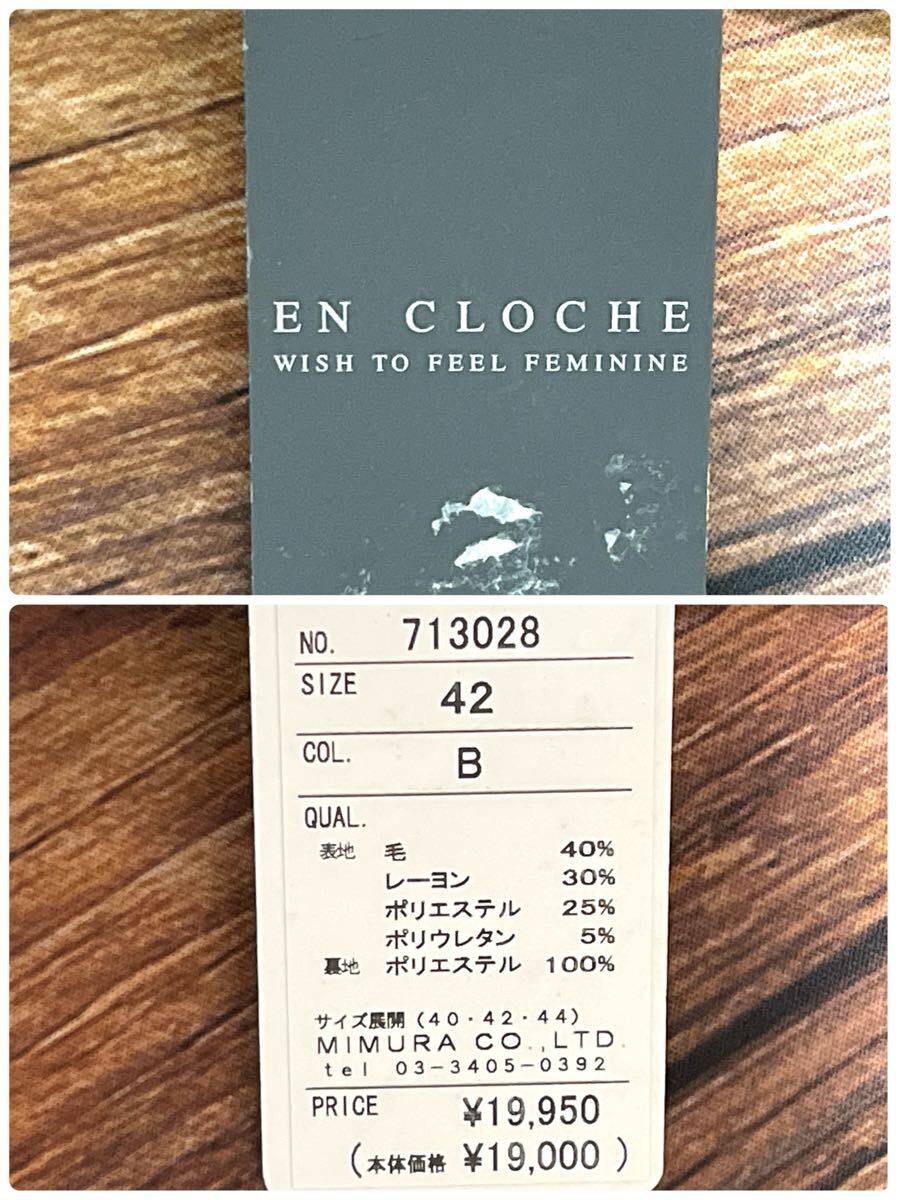 EN CLOCHE
WISH TO FEEL FEMININE
NO. 713028
SIZE 42
COL. B
QUAL.
表地 毛 40%
レーヨン 30%
ポリエステル 25%
ポリウレタン 5%
裏地 ポリエステル 100%
サイズ展開 (40・42・44)
MIMURA CO.,LTD.
tel 03-3405-0392
PRICE ¥19,950
(本体価格 ¥19,000)